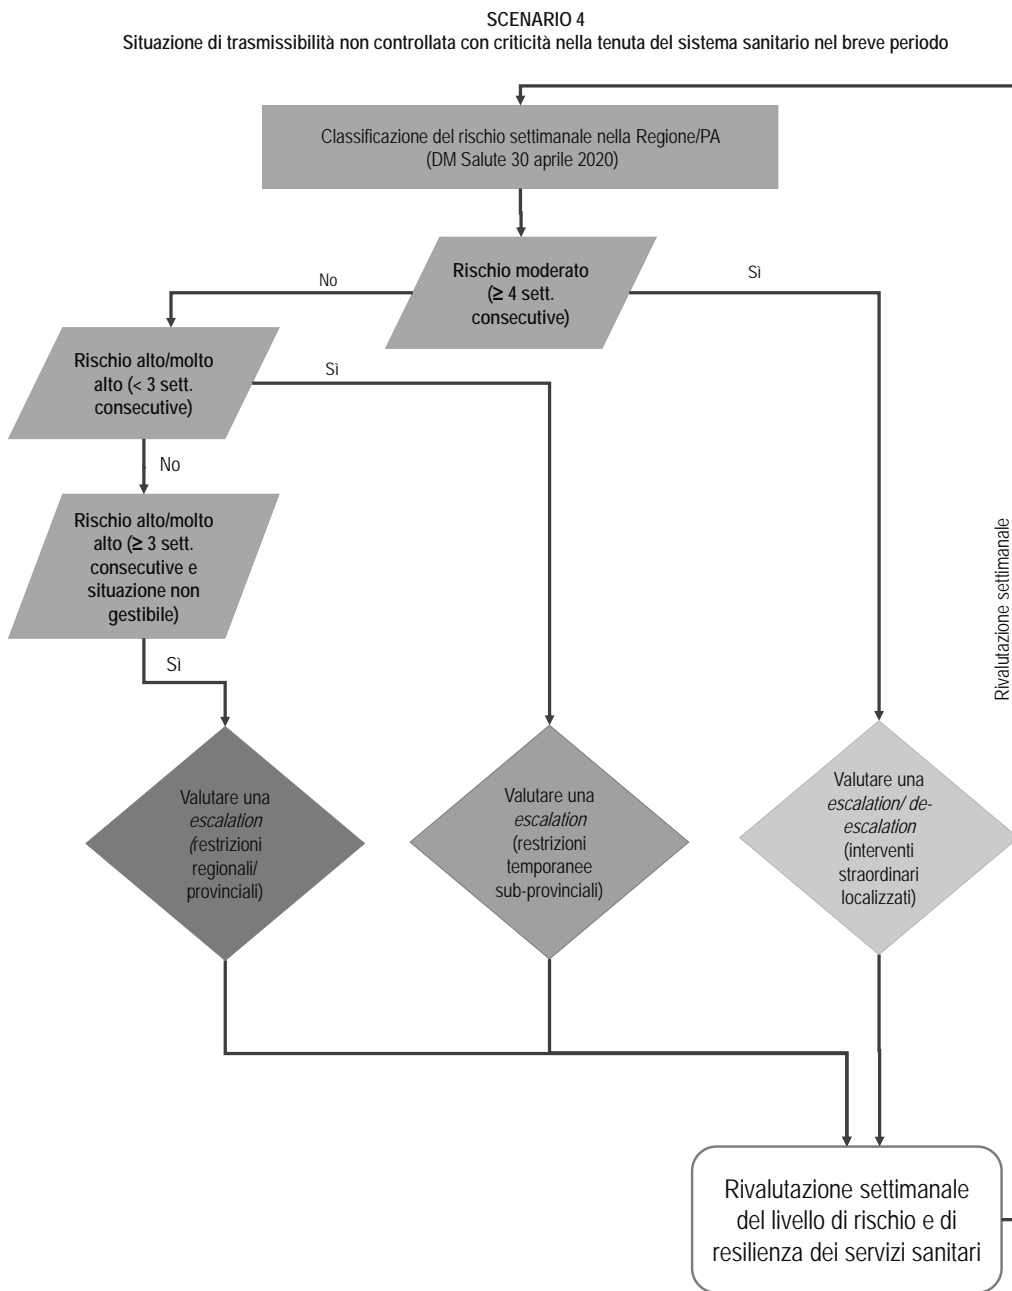 SCENARIO 4
Situazione di trasmissibilità non controllata con criticità nella tenuta del sistema sanitario nel breve periodo
Classificazione del rischio settimanale nella Regione/PA
(DM Salute 30 aprile 2020)
Rischio moderato
(≥ 4 sett.
consecutive)
No
Sì
Rischio alto/molto
alto (< 3 sett.
consecutive)
Sì
No
Rischio alto/molto
alto (≥ 3 sett.
consecutive e
situazione non
gestibile)
Sì
Rivalutazione settimanale
Valutare una
escalation
(restrizioni
regionali/
provinciali)
Valutare una
escalation
(restrizioni
temporanee
sub-provinciali)
Valutare una
escalation/ de-
escalation
(interventi
straordinari
localizzati)
Rivalutazione settimanale
del livello di rischio e di
resilienza dei servizi sanitari